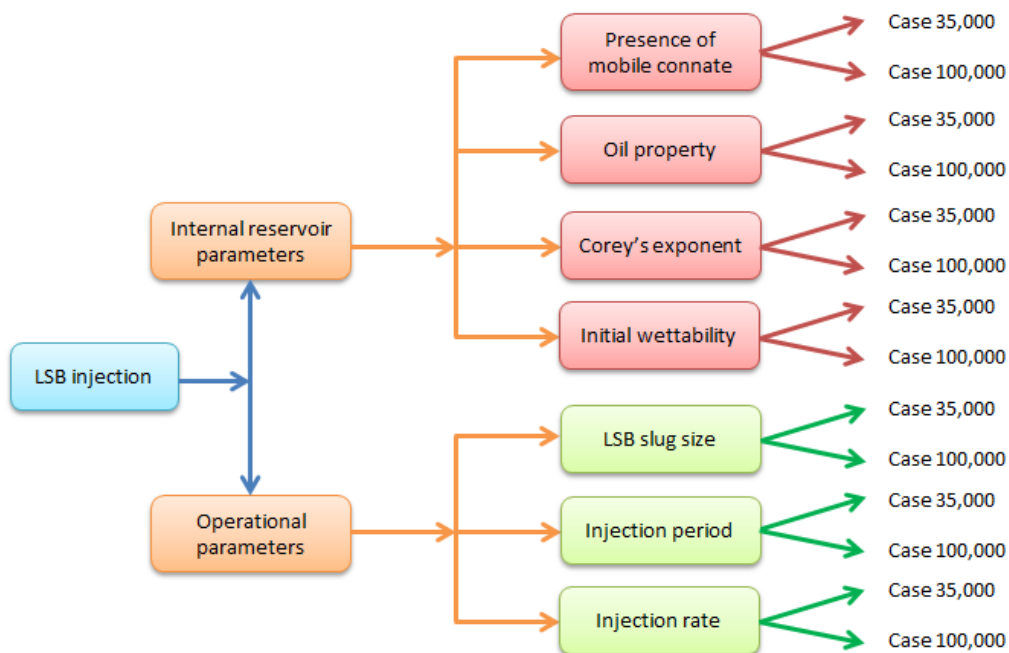 LSB injection
Internal reservoir
parameters
Presence of
mobile connate
Case 35,000
Case 100,000
Oil property
Case 35,000
Case 100,000
Corey’s exponent
Case 35,000
Case 100,000
Initial wettability
Case 35,000
Case 100,000
Operational
parameters
LSB slug size
Case 35,000
Case 100,000
Injection period
Case 35,000
Case 100,000
Injection rate
Case 35,000
Case 100,000